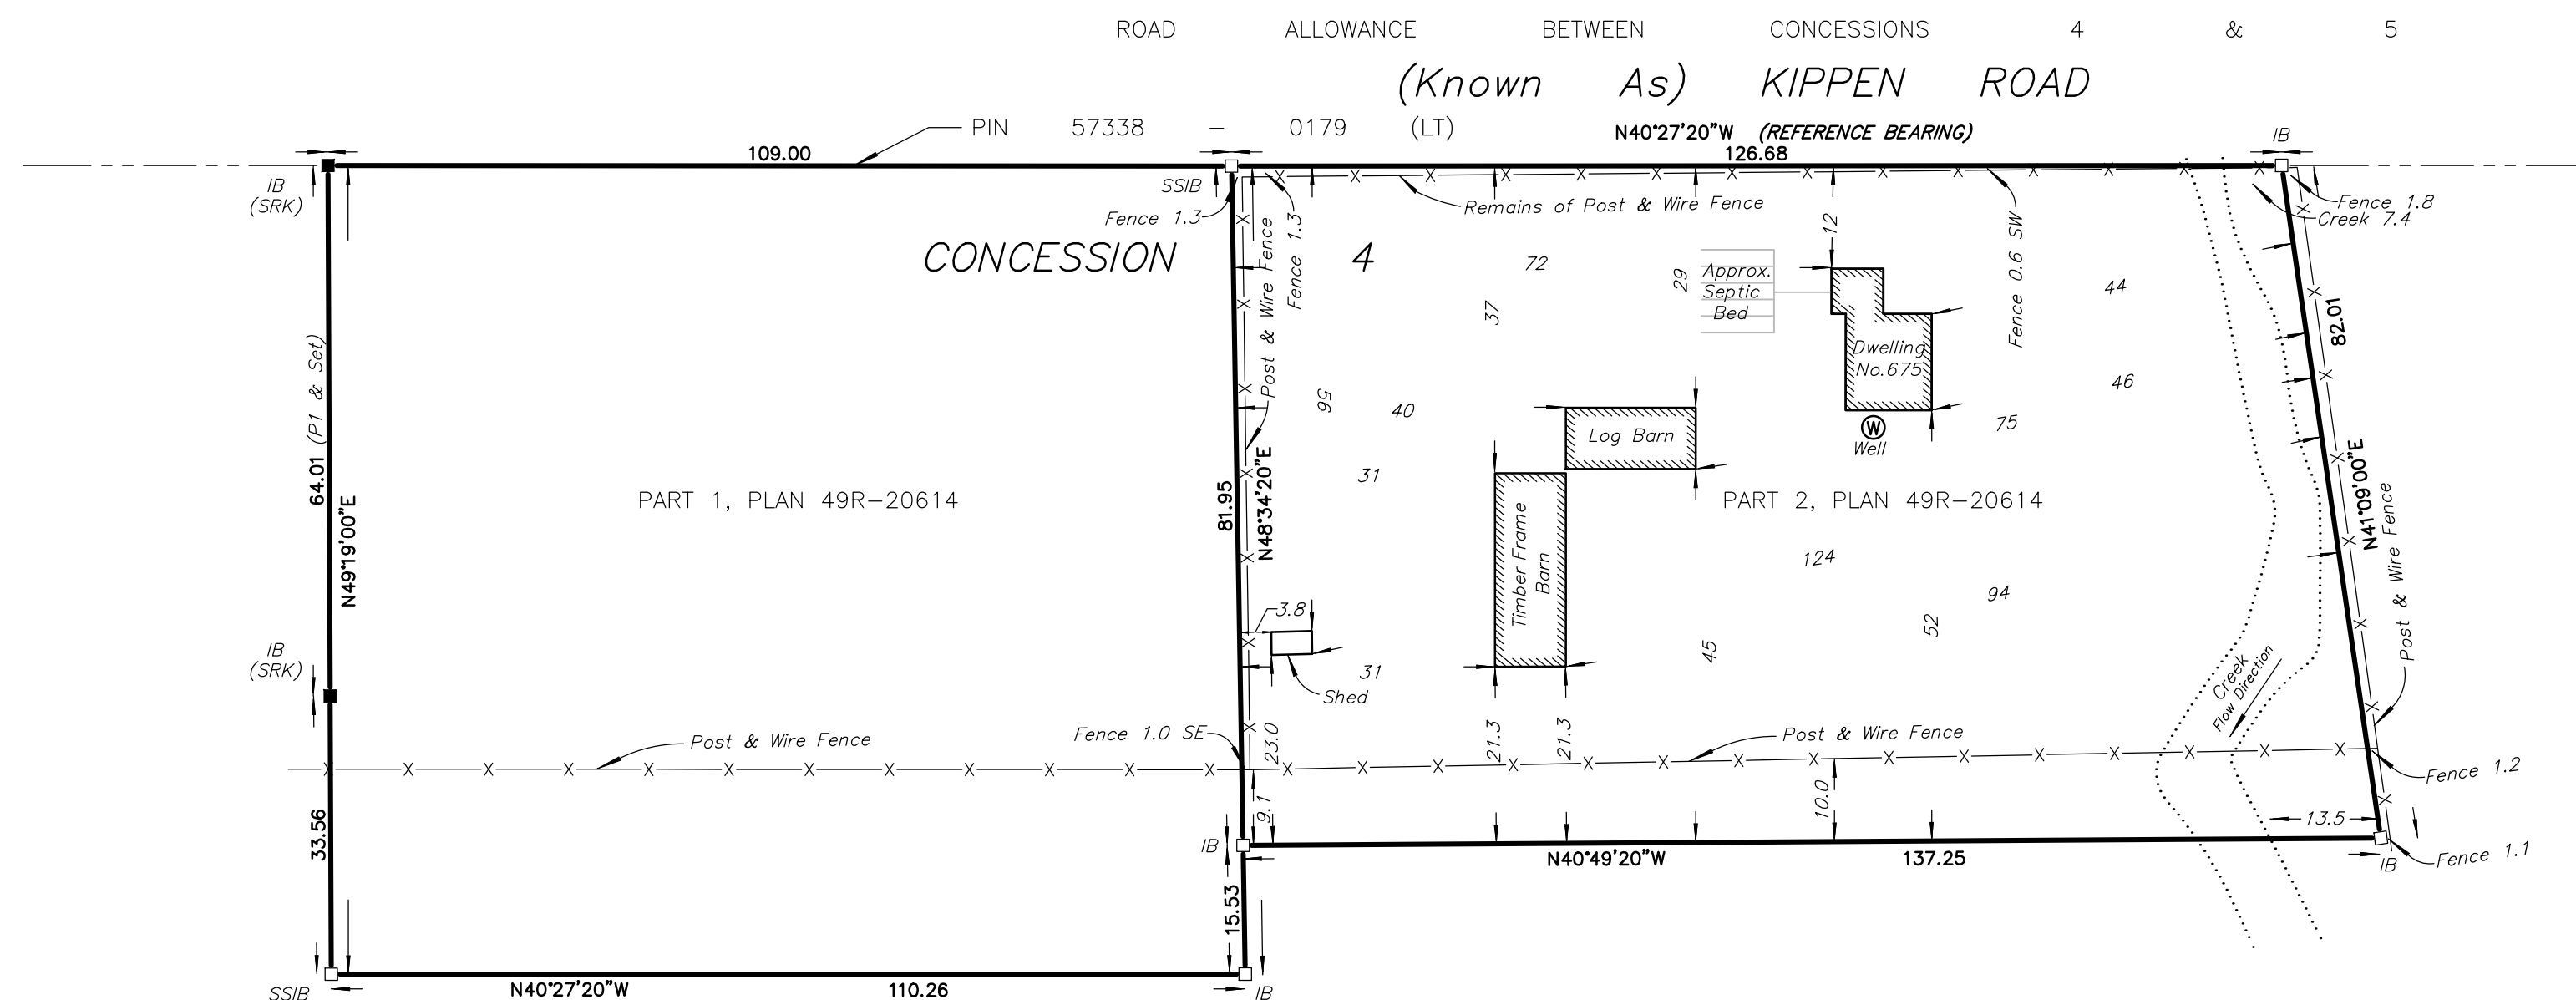 ROAD ALLOWANCE BETWEEN CONCESSIONS 4 & 5
(Known As) KIPPEN ROAD
PIN 57338 - 0179 (LT)
N40°27'20"W (REFERENCE BEARING)
109.00
126.68
IB
IB
(SRK)
SSIB
Fence 1.3
Remains of Post & Wire Fence
Fence 1.8
Creek 7.4
CONCESSION 4
Post & Wire Fence
Fence 1.3
72
37
29
12
Approx.
Septic
Bed
Fence 0.6 SW
44
82.01
64.01 (P1 & Set)
N49°19'00"E
56
40
Log Barn
Dwelling
No.675
46
75
W
Well
31
81.95
N48°34'20"E
PART 1, PLAN 49R-20614
PART 2, PLAN 49R-20614
N41°09'00"E
Post & Wire Fence
Timber Frame
Barn
124
94
52
45
3.8
31
Shed
IB
(SRK)
Creek
Flow Direction
Post & Wire Fence
Fence 1.0 SE
23.0
21.3
21.3
Post & Wire Fence
Fence 1.2
33.56
9.1
10.0
13.5
IB
N40°49'20"W
137.25
IB
Fence 1.1
15.53
SSIB
N40°27'20"W
110.26
IB